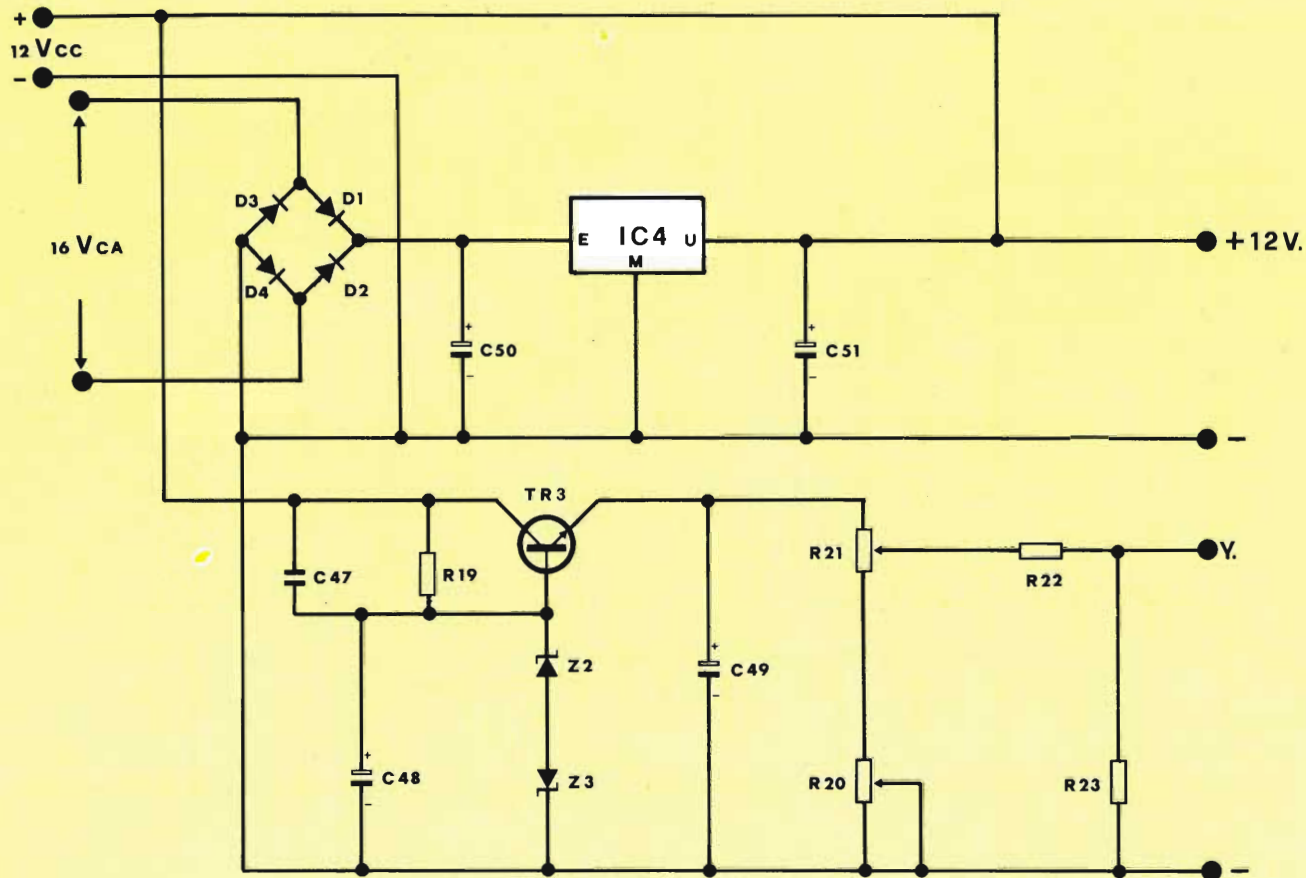 +
12 VCC
-
D3
D1
16 VCA
D4
D2
E
IC4
U
M
+12V.
+
C50
-
+
C51
-
-
TR3
C47
R19
R21
R22
Y.
Z2
+
C49
-
+
C48
-
Z3
R20
R23
-